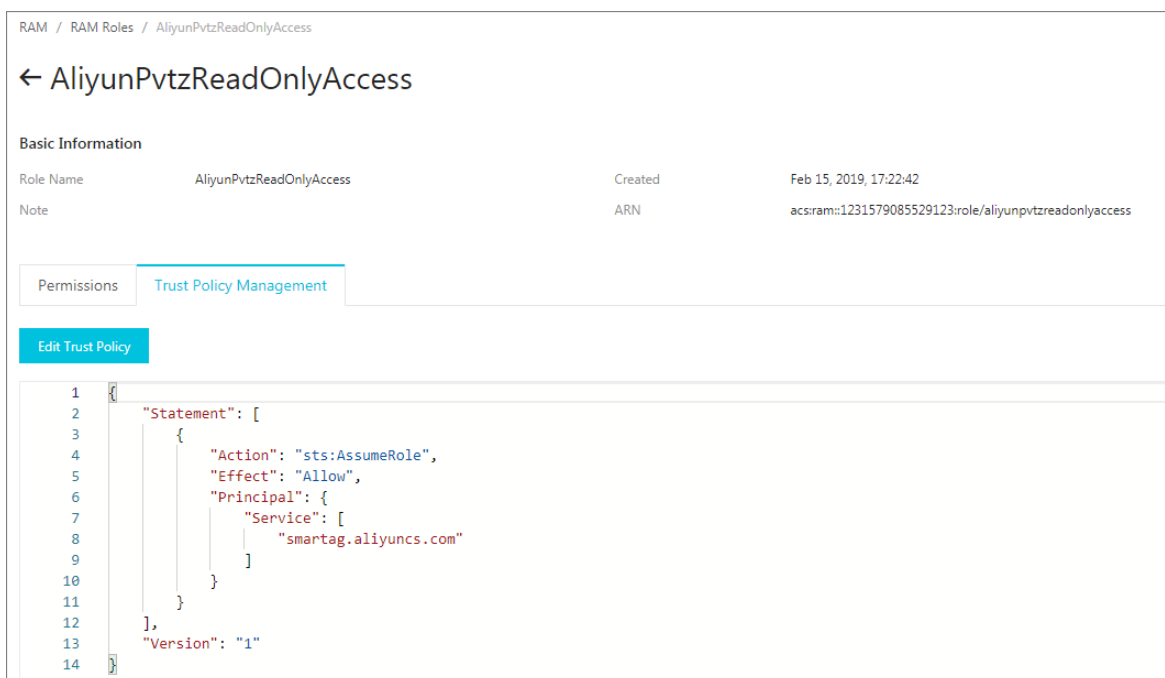 RAM / RAM Roles / AliyunPvtzReadOnlyAccess
← AliyunPvtzReadOnlyAccess
Basic Information
Role Name AliyunPvtzReadOnlyAccess Created Feb 15, 2019, 17:22:42
Note ARN acs:ram::1231579085529123:role/aliyunpvtzreadonlyaccess
Permissions Trust Policy Management
Edit Trust Policy
1 {
2 "Statement": [
3 {
4 "Action": "sts:AssumeRole",
5 "Effect": "Allow",
6 "Principal": {
7 "Service": [
8 "smartag.aliyuncs.com"
9 ]
10 }
11 }
12 ],
13 "Version": "1"
14 }